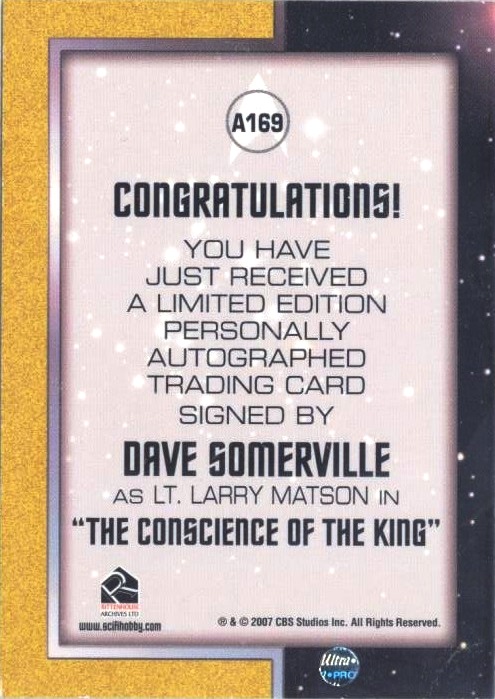 A169
CONGRATULATIONS!
YOU HAVE
JUST RECEIVED
A LIMITED EDITION
PERSONALLY
AUTOGRAPHED
TRADING CARD
SIGNED BY
DAVE SOMERVILLE
AS LT. LARRY MATSON IN
"THE CONSCIENCE OF THE KING"
RITTENHOUSE
ARCHIVES LTD
www.scifihobby.com
® & © 2007 CBS Studios Inc. All Rights Reserved.
Ultra
PRO